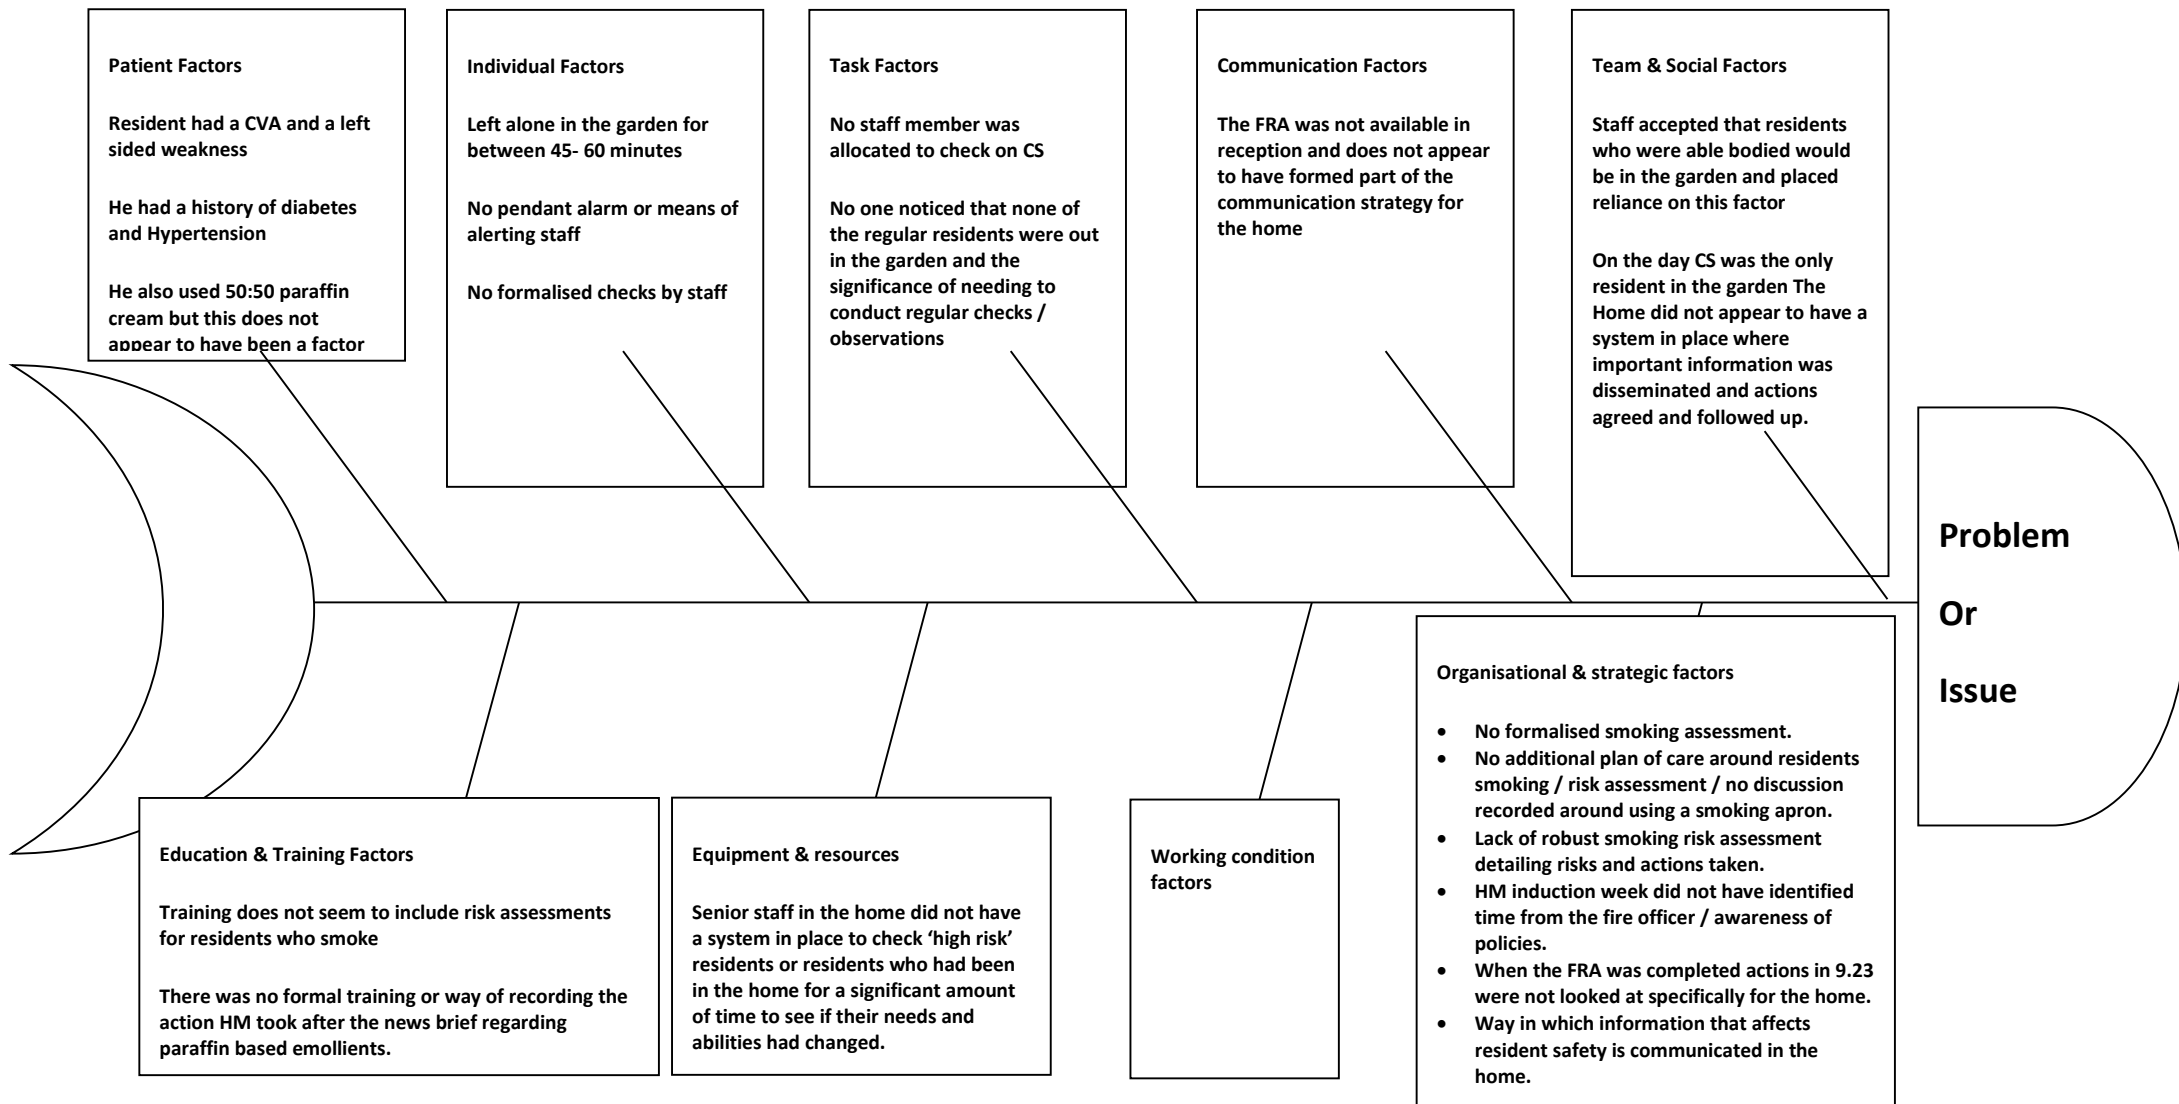 Patient Factors
Resident had a CVA and a left
sided weakness
He had a history of diabetes
and Hypertension
He also used 50:50 paraffin
cream but this does not
appear to have been a factor
Individual Factors
Left alone in the garden for
between 45- 60 minutes
No pendant alarm or means of
alerting staff
No formalised checks by staff
Task Factors
No staff member was
allocated to check on CS
No one noticed that none of
the regular residents were out
in the garden and the
significance of needing to
conduct regular checks /
observations
Communication Factors
The FRA was not available in
reception and does not appear
to have formed part of the
communication strategy for
the home
Team & Social Factors
Staff accepted that residents
who were able bodied would
be in the garden and placed
reliance on this factor
On the day CS was the only
resident in the garden The
Home did not appear to have a
system in place where
important information was
disseminated and actions
agreed and followed up.
Problem
Or
Issue
Education & Training Factors
Training does not seem to include risk assessments
for residents who smoke
There was no formal training or way of recording the
action HM took after the news brief regarding
paraffin based emollients.
Equipment & resources
Senior staff in the home did not have
a system in place to check ‘high risk’
residents or residents who had been
in the home for a significant amount
of time to see if their needs and
abilities had changed.
Working condition
factors
Organisational & strategic factors
• No formalised smoking assessment.
• No additional plan of care around residents
smoking / risk assessment / no discussion
recorded around using a smoking apron.
• Lack of robust smoking risk assessment
detailing risks and actions taken.
• HM induction week did not have identified
time from the fire officer / awareness of
policies.
• When the FRA was completed actions in 9.23
were not looked at specifically for the home.
• Way in which information that affects
resident safety is communicated in the
home.